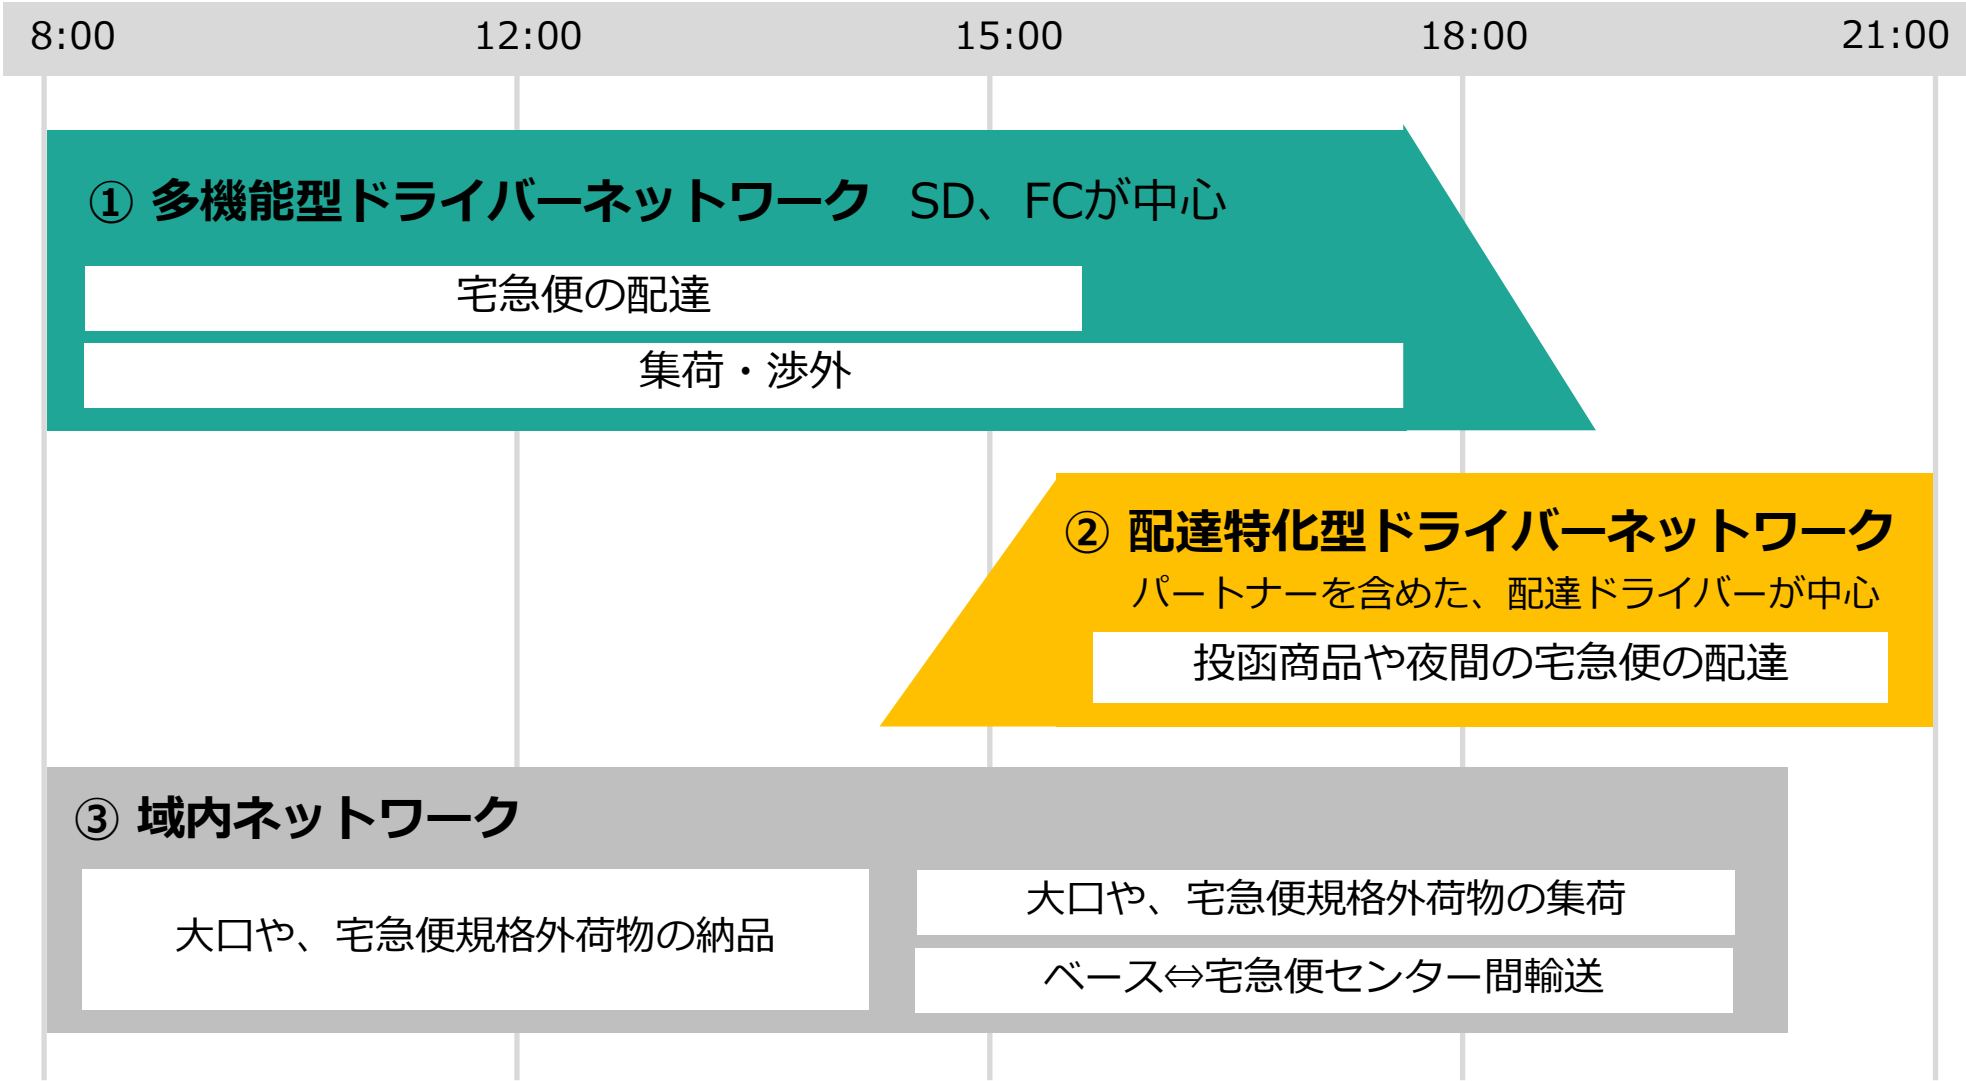 8:00 12:00 15:00 18:00 21:00
① 多機能型ドライバーネットワーク SD、FCが中心
宅急便の配達
集荷・渉外
② 配達特化型ドライバーネットワーク
パートナーを含めた、配達ドライバーが中心
投函商品や夜間の宅急便の配達
③ 域内ネットワーク
大口や、宅急便規格外荷物の納品
大口や、宅急便規格外荷物の集荷
ベース⇔宅急便センター間輸送